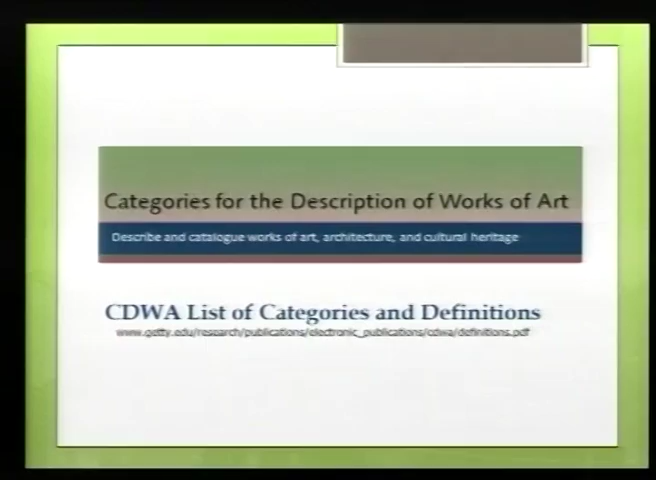 Categories for the Description of Works of Art
Describe and catalogue works of art, architecture, and cultural heritage
CDWA List of Categories and Definitions
www.getty.edu/research/publications/electronic_publications/cdwa/definitions.pdf